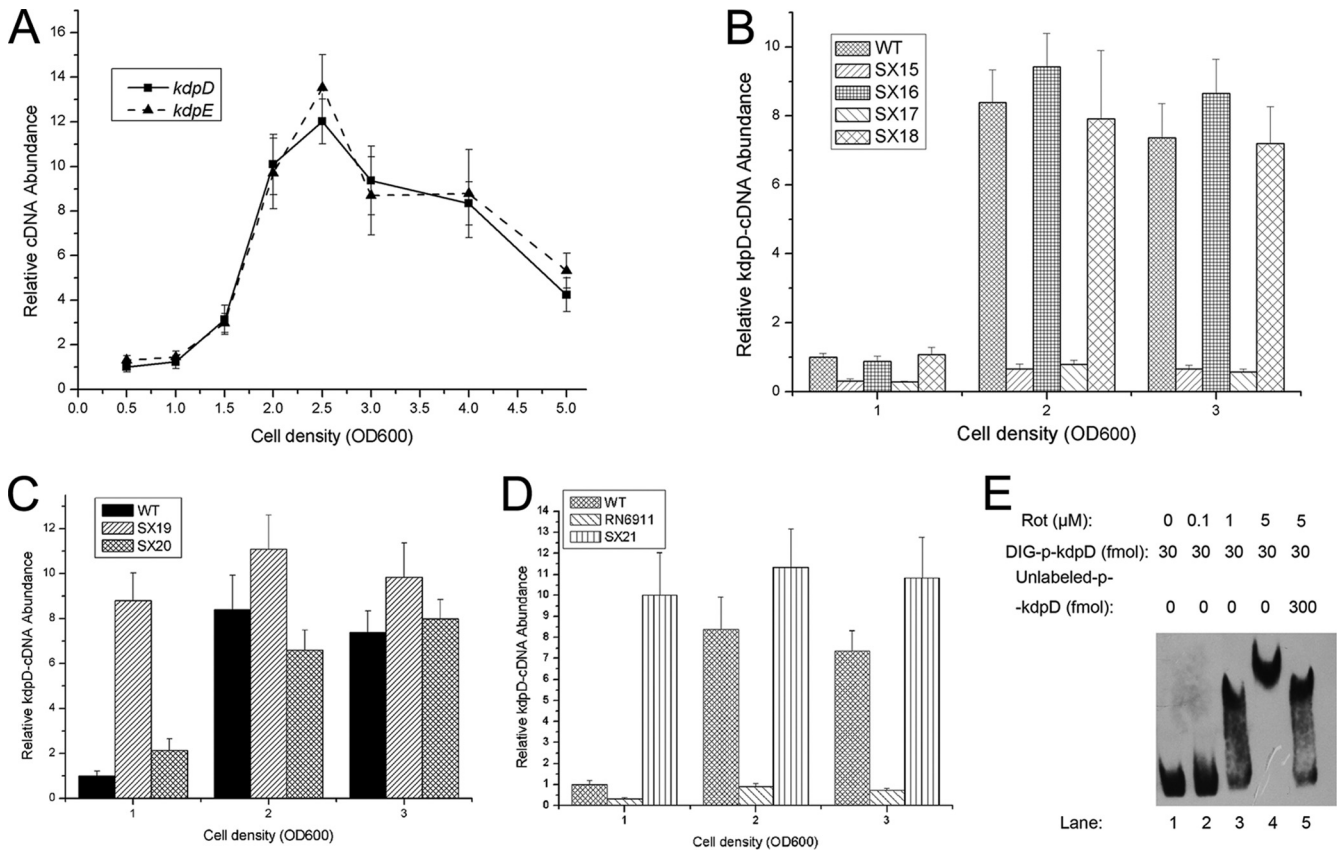 A
kdpD
kdpE
Relative cDNA Abundance
16
14
12
10
8
6
4
2
0
0.0 0.5 1.0 1.5 2.0 2.5 3.0 3.5 4.0 4.5 5.0
Cell density (OD600)
B
WT
SX15
SX16
SX17
SX18
Relative kdpD-cDNA Abundance
10
8
6
4
2
0
1 2 3
Cell density (OD600)
C
WT
SX19
SX20
Relative kdpD-cDNA Abundance
12
10
8
6
4
2
0
1 2 3
Cell density (OD600)
D
WT
RN6911
SX21
Relative kdpD-cDNA Abundance
14
13
12
11
10
9
8
7
6
5
4
3
2
1
0
1 2 3
Cell density (OD600)
E
Rot (μM): 0 0.1 1 5 5
DIG-p-kdpD (fmol): 30 30 30 30 30
Unlabeled-p-
-kdpD (fmol): 0 0 0 0 300
Lane: 1 2 3 4 5